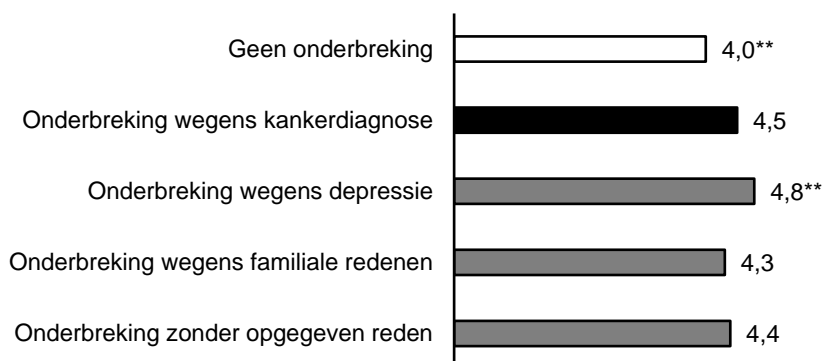 Geen onderbreking 4,0**
Onderbreking wegens kankerdiagnose 4,5
Onderbreking wegens depressie 4,8**
Onderbreking wegens familiale redenen 4,3
Onderbreking zonder opgegeven reden 4,4